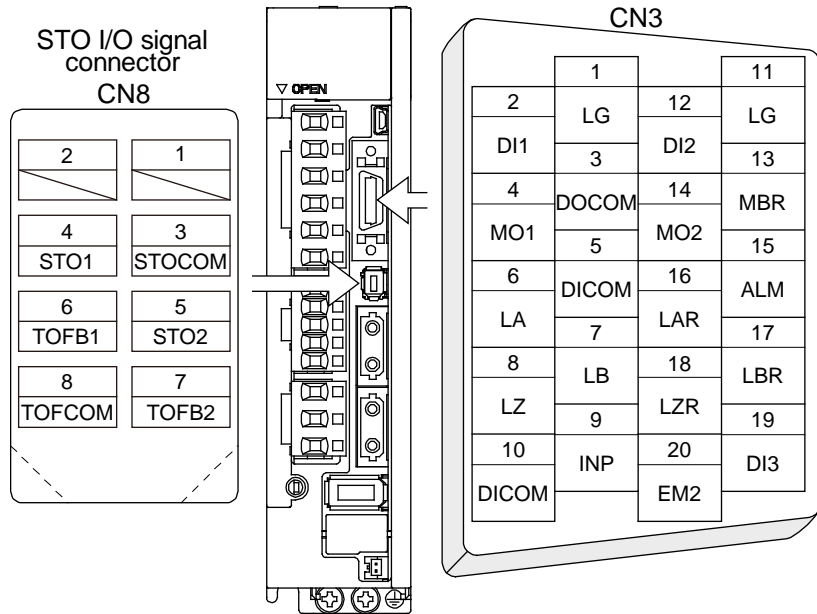 STO I/O signal
connector
CN8
2 1
4 3
STO1 STOCOM
6 5
TOFB1 STO2
8 7
TOFCOM TOFB2
▽ OPEN
CN3
1 11
2 LG 12 LG
DI1 3 DI2 13
4 DOCOM 14 MBR
MO1 5 MO2 15
6 DICOM 16 ALM
LA 7 LAR 17
8 LB 18 LBR
LZ 9 LZR 19
10 INP 20 DI3
DICOM EM2